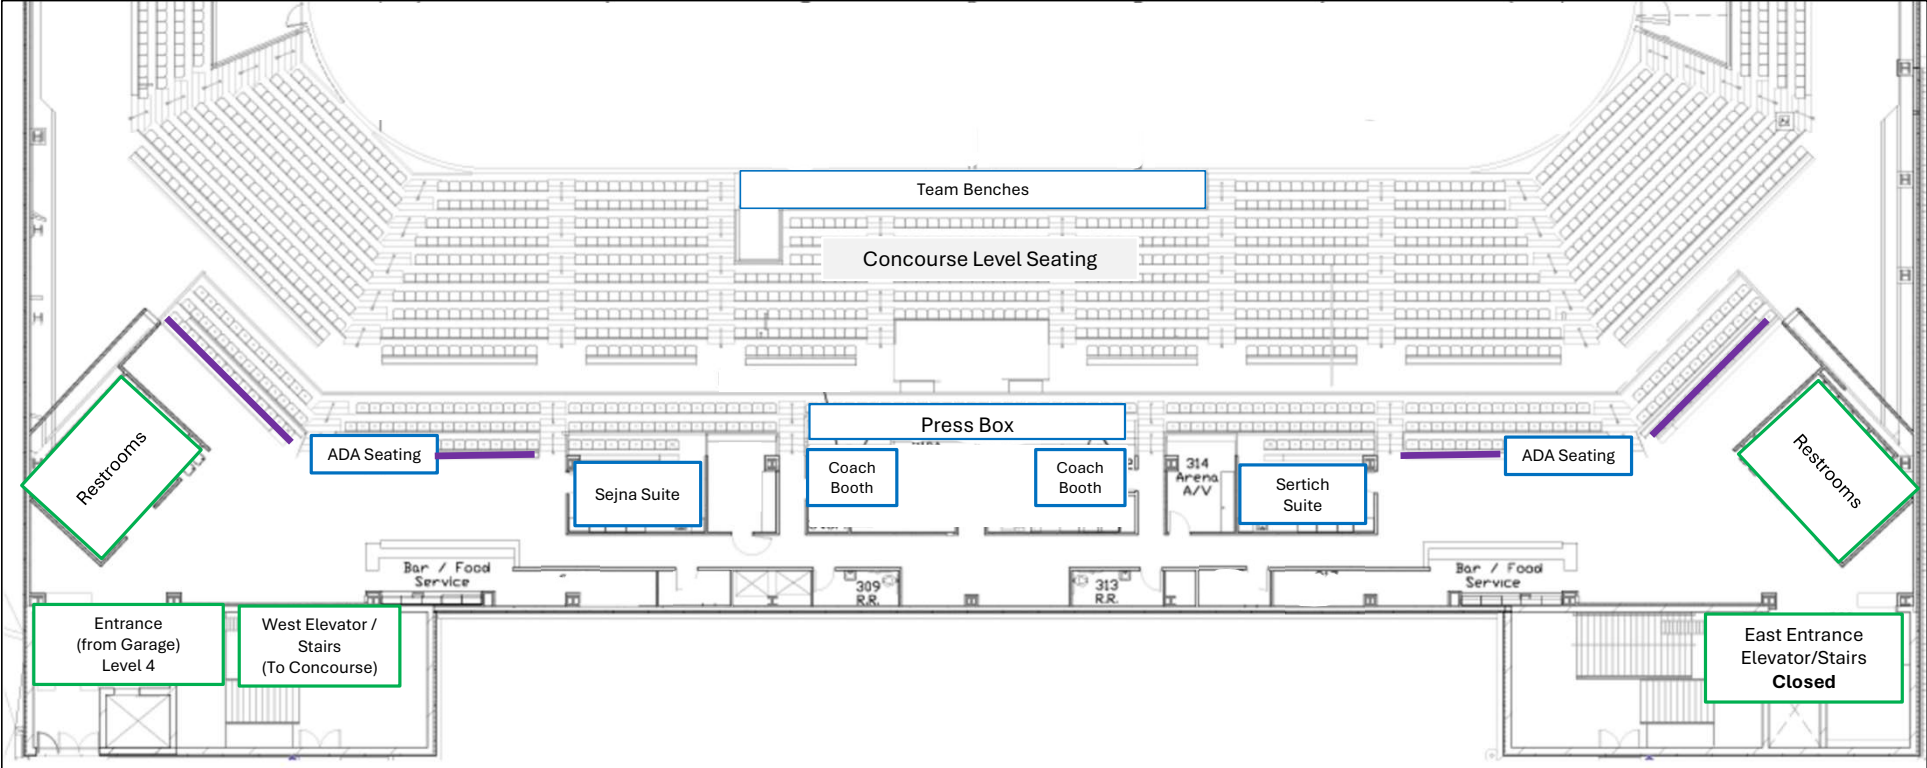 Team Benches
Concourse Level Seating
Press Box
Restrooms
ADA Seating
Sejna Suite
Coach
Booth
Coach
Booth
314
Arena
A/V
Sertich
Suite
ADA Seating
Restrooms
Bar / Food
Service
309
R.R.
313
R.R.
Bar / Food
Service
Entrance
(from Garage)
Level 4
West Elevator /
Stairs
(To Concourse)
East Entrance
Elevator/Stairs
Closed